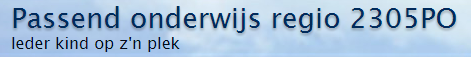 Passend onderwijs regio 2305PO
Ieder kind op z'n plek